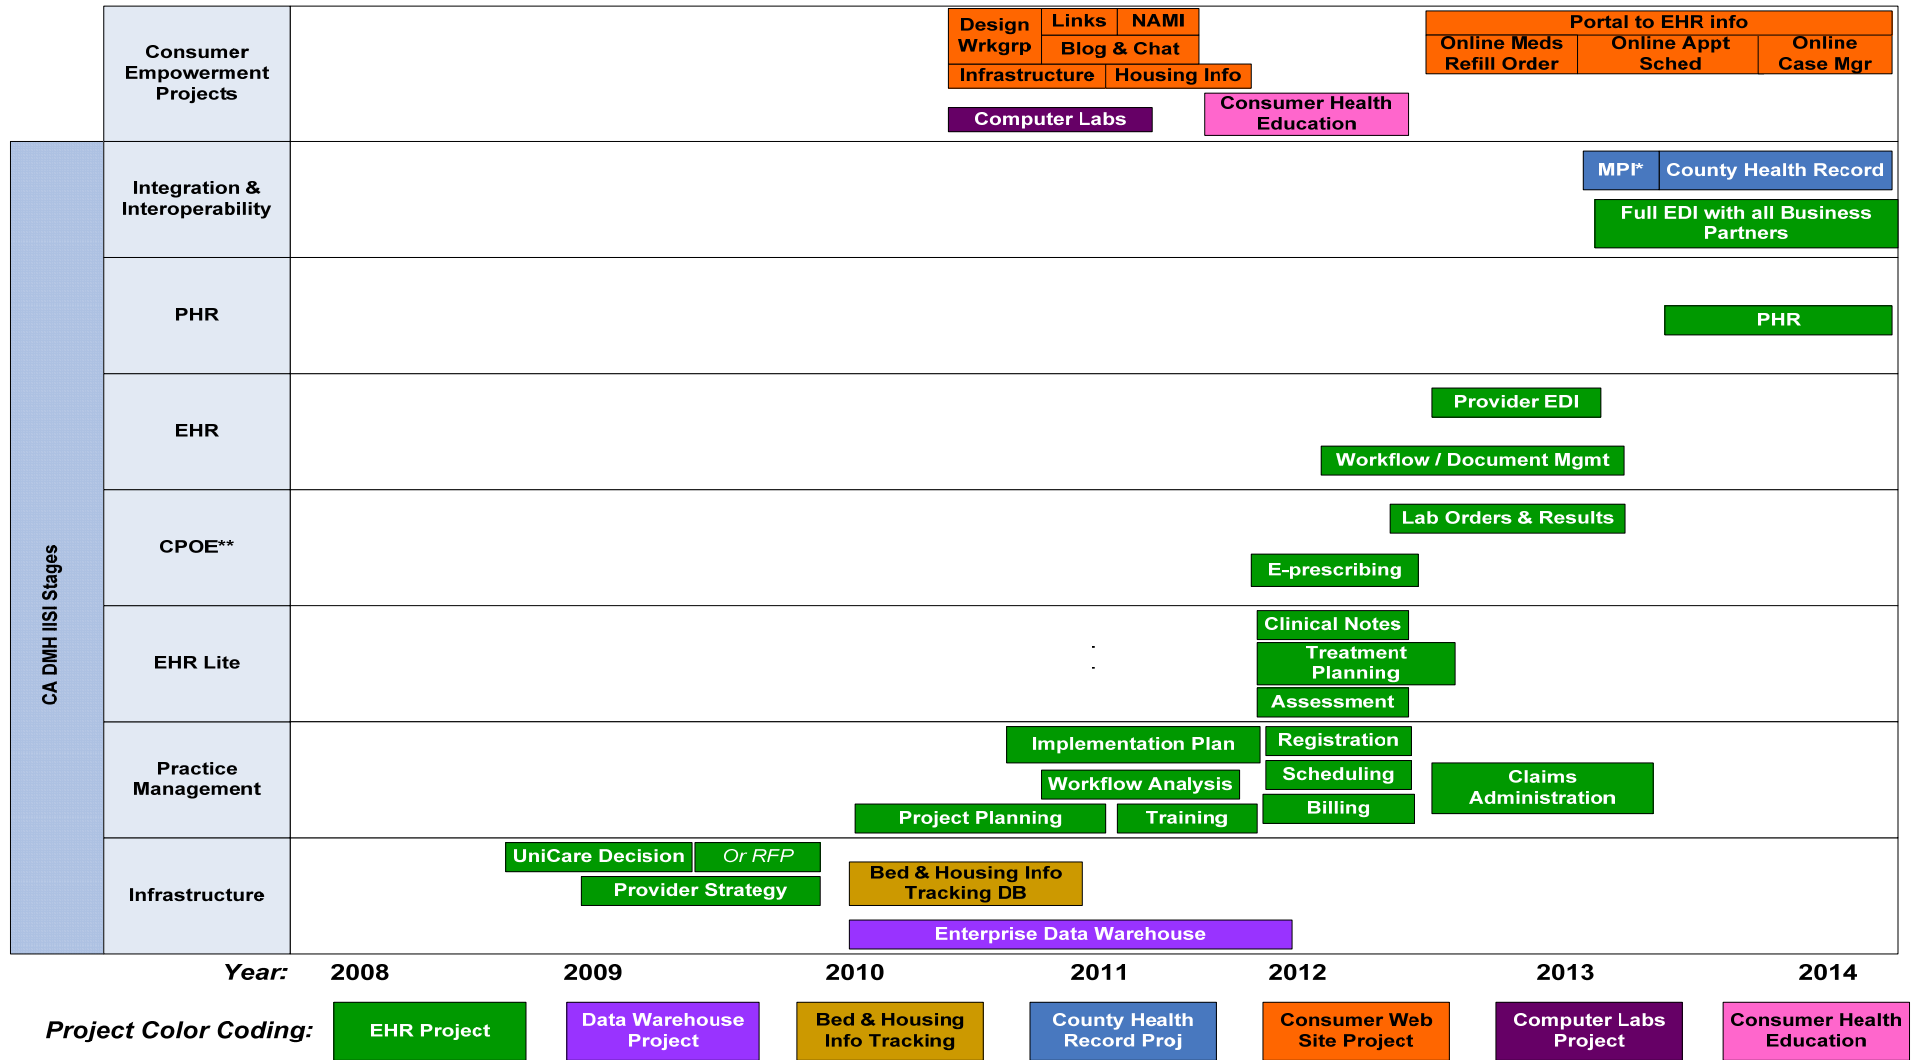 Consumer
Empowerment
Projects
Design
Wrkgrp
Links
NAMI
Blog & Chat
Infrastructure
Housing Info
Computer Labs
Consumer Health
Education
Portal to EHR info
Online Meds
Refill Order
Online Appt
Sched
Online
Case Mgr
CA DMH IISI Stages
Integration &
Interoperability
MPI*
County Health Record
Full EDI with all Business
Partners
PHR
PHR
EHR
Provider EDI
Workflow / Document Mgmt
CPOE**
Lab Orders & Results
E-prescribing
EHR Lite
Clinical Notes
Treatment
Planning
Assessment
Practice
Management
Implementation Plan
Registration
Workflow Analysis
Scheduling
Claims
Administration
Project Planning
Training
Billing
Infrastructure
UniCare Decision
Or RFP
Provider Strategy
Bed & Housing Info
Tracking DB
Enterprise Data Warehouse
Year: 2008 2009 2010 2011 2012 2013 2014
Project Color Coding:
EHR Project
Data Warehouse
Project
Bed & Housing
Info Tracking
County Health
Record Proj
Consumer Web
Site Project
Computer Labs
Project
Consumer Health
Education